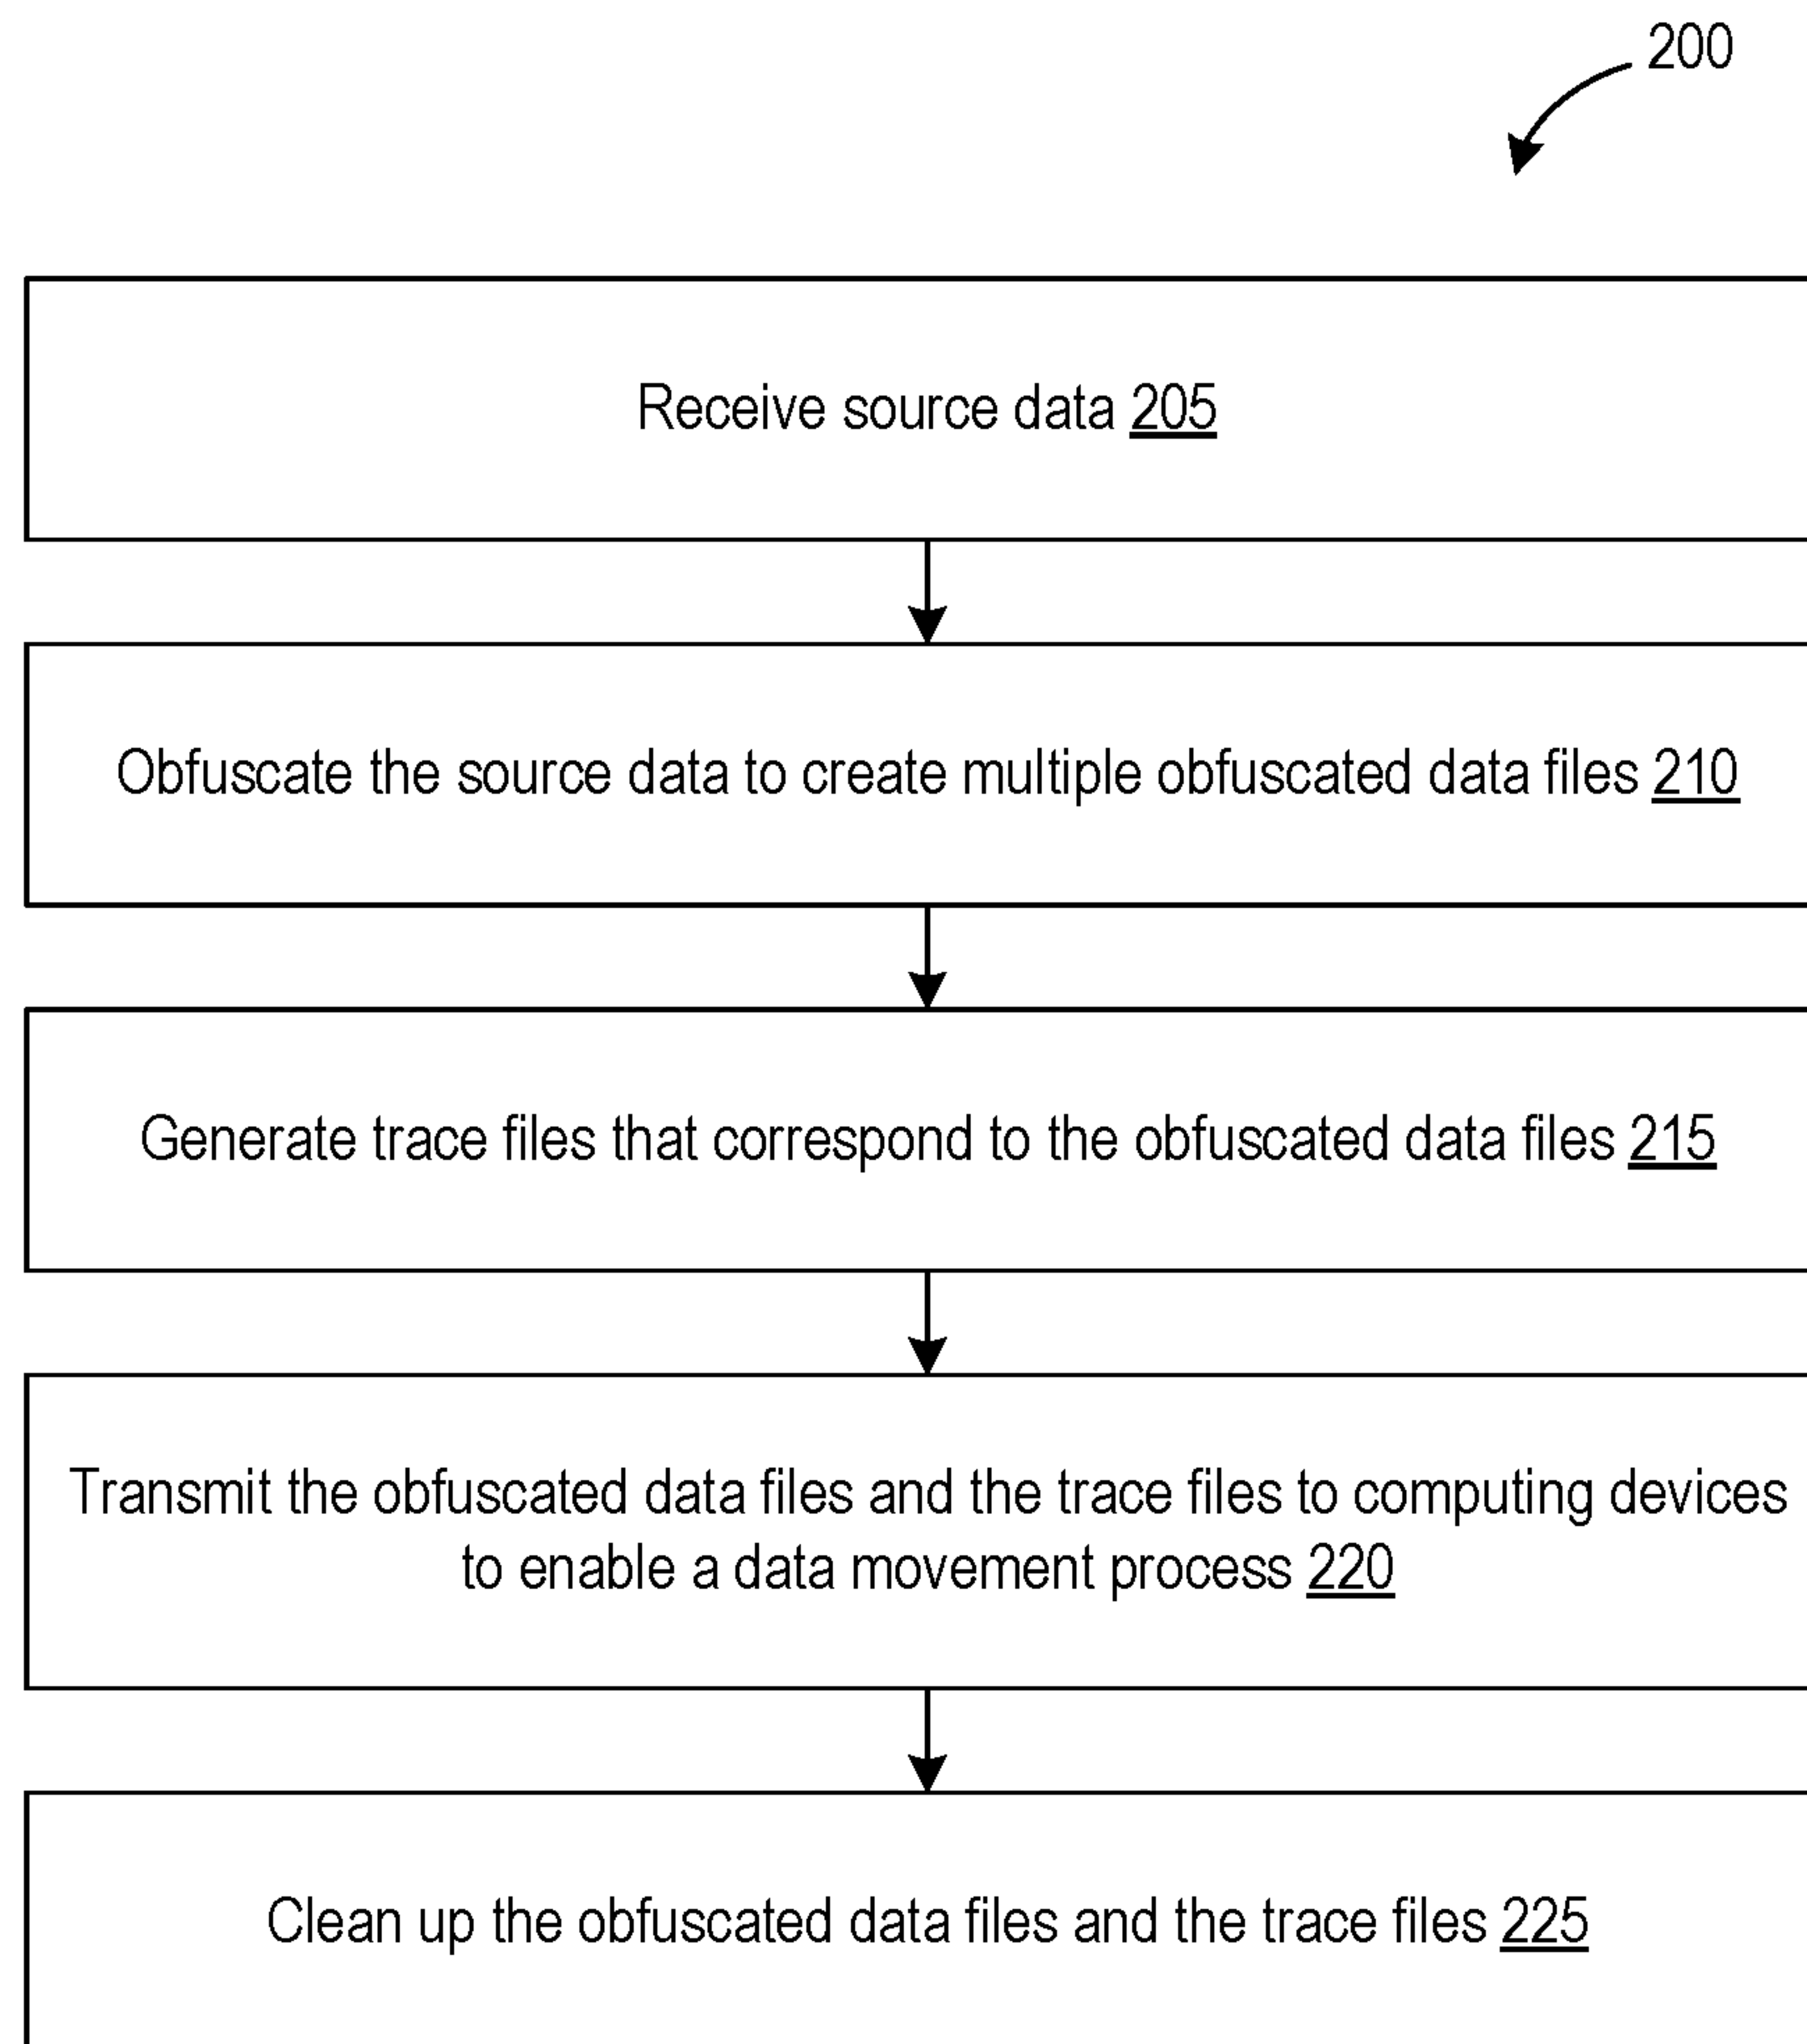 200
Receive source data 205
Obfuscate the source data to create multiple obfuscated data files 210
Generate trace files that correspond to the obfuscated data files 215
Transmit the obfuscated data files and the trace files to computing devices
to enable a data movement process 220
Clean up the obfuscated data files and the trace files 225